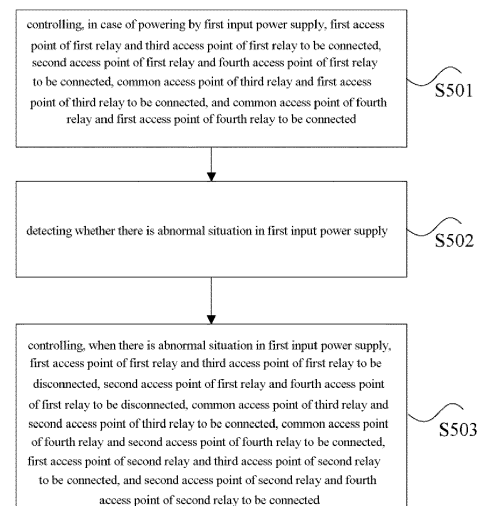 controlling, in case of powering by first input power supply, first access
point of first relay and third access point of first relay to be connected,
second access point of first relay and fourth access point of first relay
to be connected, common access point of third relay and first access
point of third relay to be connected, and common access point of fourth
relay and first access point of fourth relay to be connected
S501
detecting whether there is abnormal situation in first input power supply
S502
controlling, when there is abnormal situation in first input power supply,
first access point of first relay and third access point of first relay to be
disconnected, second access point of first relay and fourth access point
of first relay to be disconnected, common access point of third relay and
second access point of third relay to be connected, common access point
of fourth relay and second access point of fourth relay to be connected,
first access point of second relay and third access point of second relay
to be connected, and second access point of second relay and fourth
access point of second relay to be connected
S503